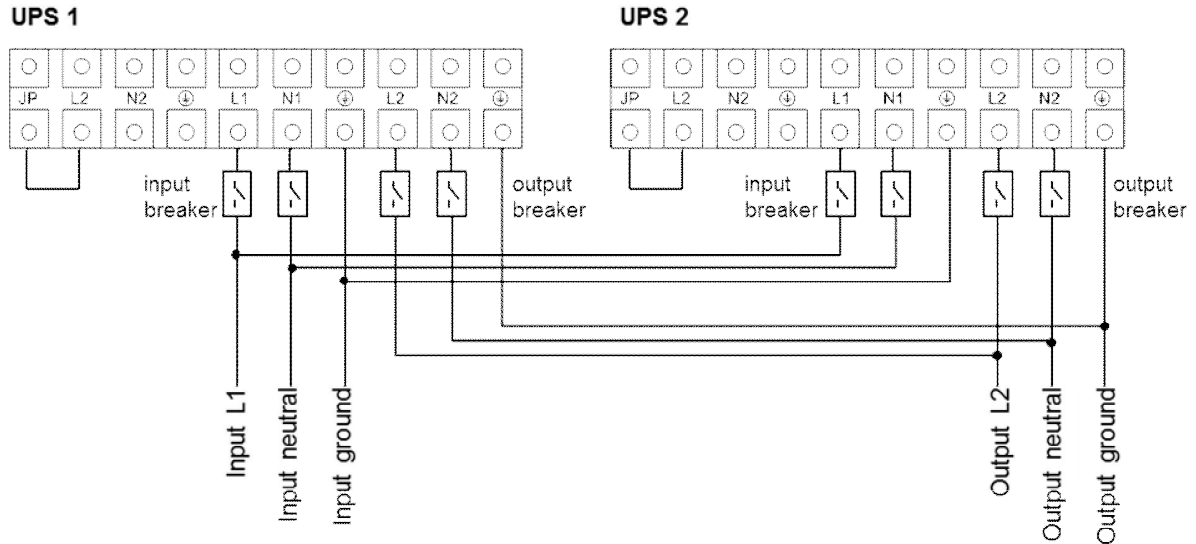 UPS 1
UPS 2
JP L2 N2 L1 N1 L2 N2
JP L2 N2 L1 N1 L2 N2
input
breaker
output
breaker
input
breaker
output
breaker
Input L1
Input neutral
Input ground
Output L2
Output neutral
Output ground